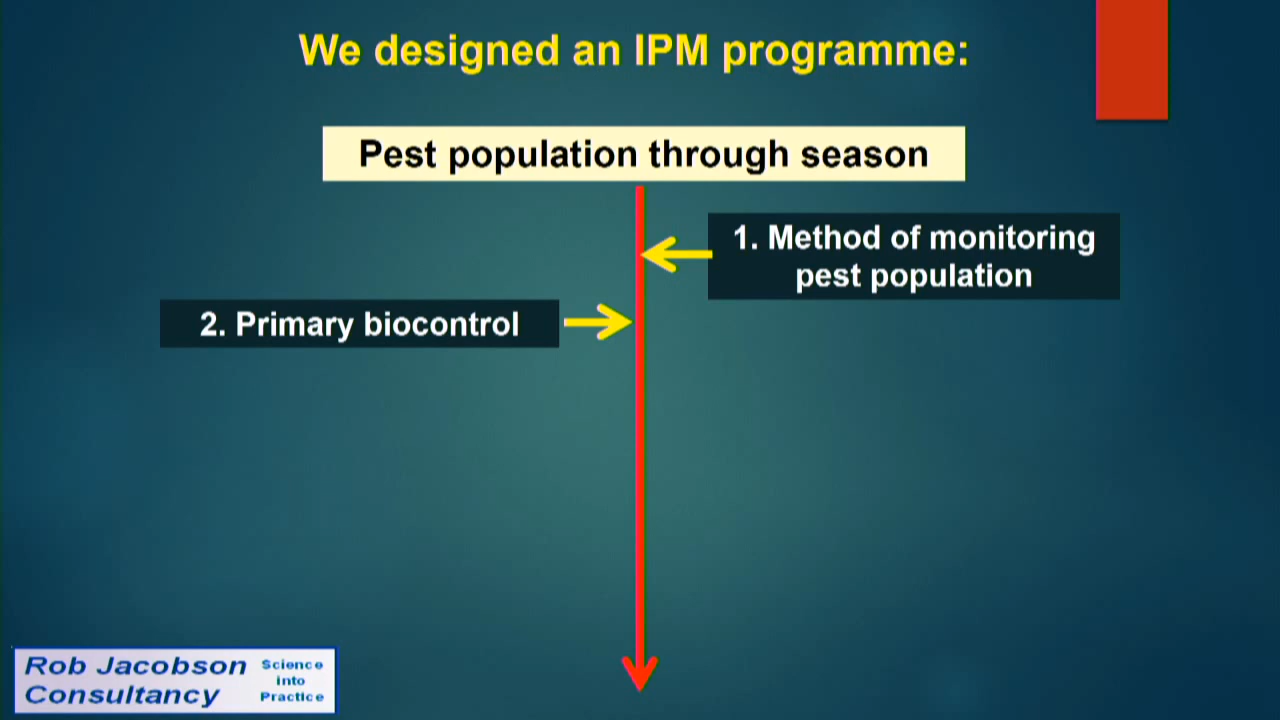 We designed an IPM programme:
Pest population through season
1. Method of monitoring
pest population
2. Primary biocontrol
Rob Jacobson
Consultancy
Science
into
Practice